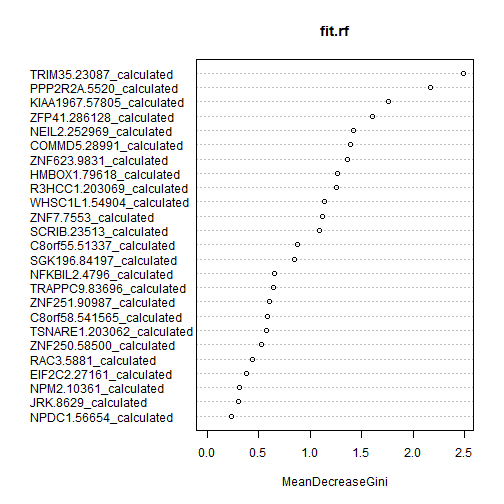 fit.rf
TRIM35.23087_calculated
PPP2R2A.5520_calculated
KIAA1967.57805_calculated
ZFP41.286128_calculated
NEIL2.252969_calculated
COMMD5.28991_calculated
ZNF623.9831_calculated
HMBOX1.79618_calculated
R3HCC1.203069_calculated
WHSC1L1.54904_calculated
ZNF7.7553_calculated
SCRIB.23513_calculated
C8orf55.51337_calculated
SGK196.84197_calculated
NFKBIL2.4796_calculated
TRAPPC9.83696_calculated
ZNF251.90987_calculated
C8orf58.541565_calculated
TSNARE1.203062_calculated
ZNF250.58500_calculated
RAC3.5881_calculated
EIF2C2.27161_calculated
NPM2.10361_calculated
JRK.8629_calculated
NPDC1.56654_calculated
0.0 0.5 1.0 1.5 2.0 2.5
MeanDecreaseGini